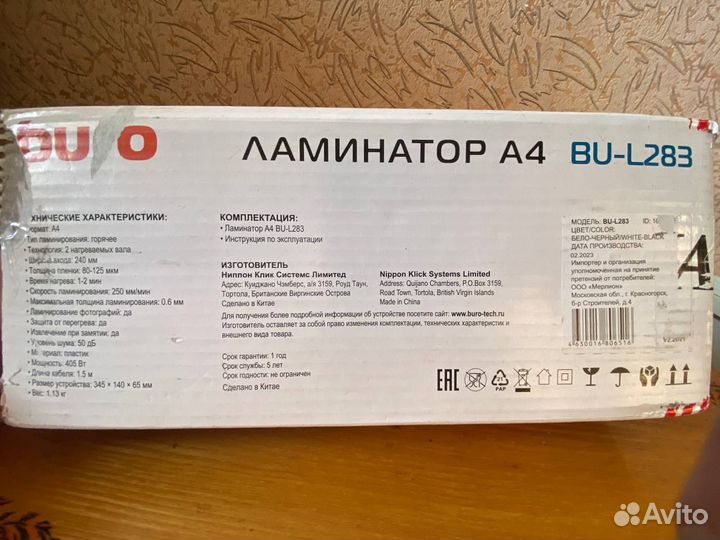 buro
ЛАМИНАТОР А4 BU-L283
ХНИЧЕСКИЕ ХАРАКТЕРИСТИКИ:
ормат: А4
Тип ламинирования: горячее
• Технология: 2 нагреваемых вала
• Ширина входа: 240 мм
• Толщина пленки: 80-125 мкм
• Время нагрева: 1-2 мин
• Скорость ламинирования: 250 мм/мин
• Максимальная толщина ламинирования: 0.6 мм
• Ламинирование фотографий: да
• Защита от перегрева: да
• Извлечение при замятии: да
• Уровень шума: 50 дБ
• Материал: пластик
• Мощность: 405 Вт
• Длина кабеля: 1.5 м
• Размер устройства: 345 × 140 × 65 мм
• Вес: 1.13 кг
КОМПЛЕКТАЦИЯ:
• Ламинатор А4 BU-L283
• Инструкция по эксплуатации
ИЗГОТОВИТЕЛЬ
Ниппон Клик Системс Лимитед
Адрес: Куиджано Чэмберс, а/я 3159, Роуд Таун,
Тортола, Британские Виргинские Острова
Сделано в Китае
Nippon Klick Systems Limited
Address: Quijano Chambers, P.O.Box 3159,
Road Town, Tortola, British Virgin Islands
Made in China
Для получения более подробной информации об устройстве посетите сайт: www.buro-tech.ru
Изготовитель оставляет за собой право изменения комплектации, технических характеристик и
внешнего вида товара.
Срок гарантии: 1 год
Срок службы: 5 лет
Срок годности: не ограничен
Сделано в Китае
МОДЕЛЬ: BU-L283 ID:
ЦВЕТ/COLOR:
БЕЛО-ЧЕРНЫЙ/WHITE-BLACK
ДАТА ПРОИЗВОДСТВА:
02.2023
Импортер и организация
уполномоченная на принятие
претензий от потребителей:
ООО «Мерлион»
Московская обл., г. Красногорск,
б-р Строителей, д.4
4630016806516
EAC
21
PAP
Avito